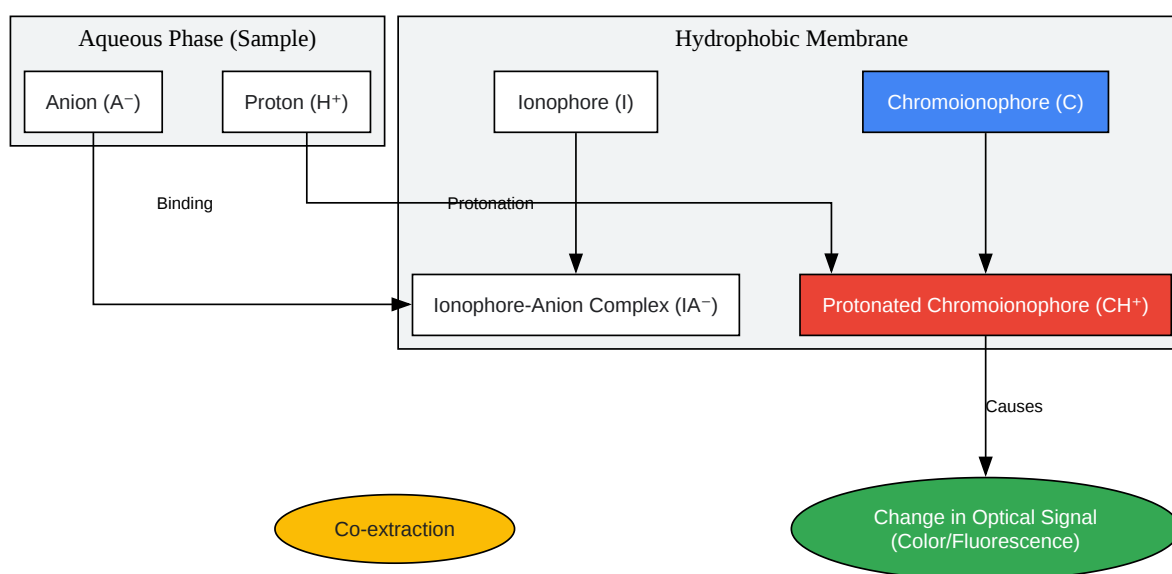 Aqueous Phase (Sample)
Hydrophobic Membrane
Anion (A⁻)
Proton (H⁺)
Ionophore (I)
Chromoionophore (C)
Binding
Protonation
Ionophore-Anion Complex (IA⁻)
Protonated Chromoionophore (CH⁺)
Causes
Co-extraction
Change in Optical Signal
(Color/Fluorescence)